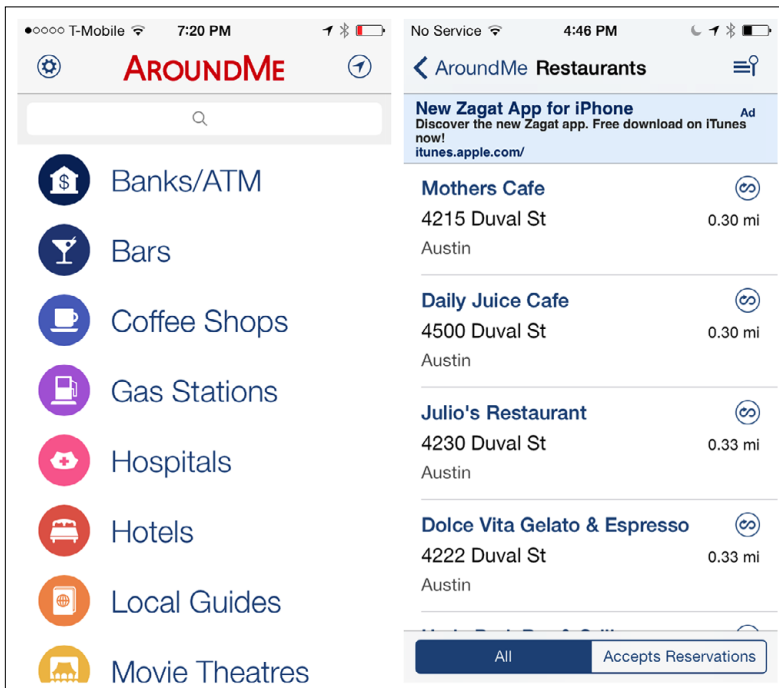 T-Mobile 7:20 PM
AROUNDME
$
Banks/ATM
Bars
Coffee Shops
Gas Stations
Hospitals
Hotels
Local Guides
Movie Theatres
No Service 4:46 PM
AroundMe Restaurants
New Zagat App for iPhone Ad
Discover the new Zagat app. Free download on iTunes
now!
itunes.apple.com/
Mothers Cafe
4215 Duval St 0.30 mi
Austin
Daily Juice Cafe
4500 Duval St 0.30 mi
Austin
Julio's Restaurant
4230 Duval St 0.33 mi
Austin
Dolce Vita Gelato & Espresso
4222 Duval St 0.33 mi
Austin
All Accepts Reservations